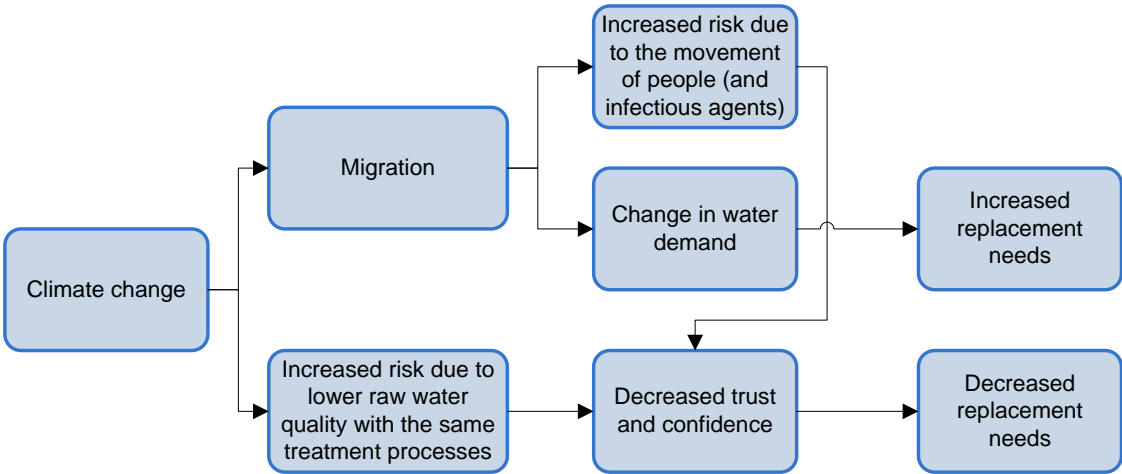 Increased risk due
to the movement
of people (and
infectious agents)
Migration
Change in water
demand
Increased
replacement
needs
Climate change
Increased risk due to
lower raw water
quality with the same
treatment processes
Decreased trust
and confidence
Decreased
replacement
needs